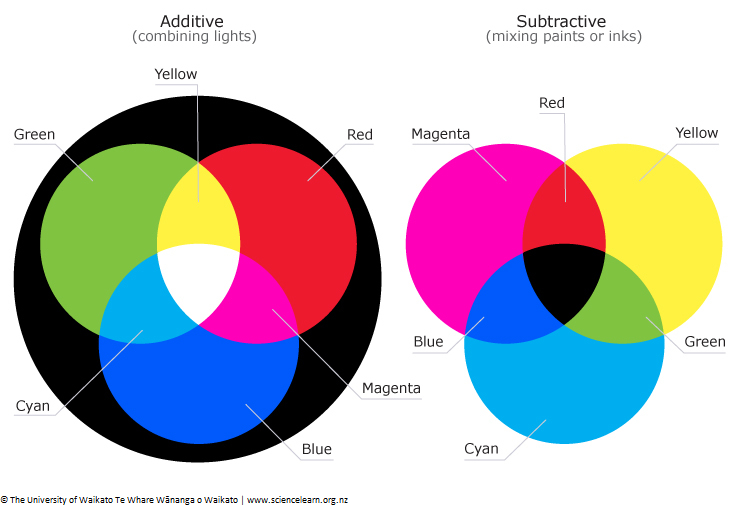 Additive
(combining lights)
Subtractive
(mixing paints or inks)
Yellow
Green
Red
Cyan
Magenta
Blue
Red
Magenta
Yellow
Blue
Green
Cyan
© The University of Waikato Te Whare Wānanga o Waikato | www.sciencelearn.org.nz